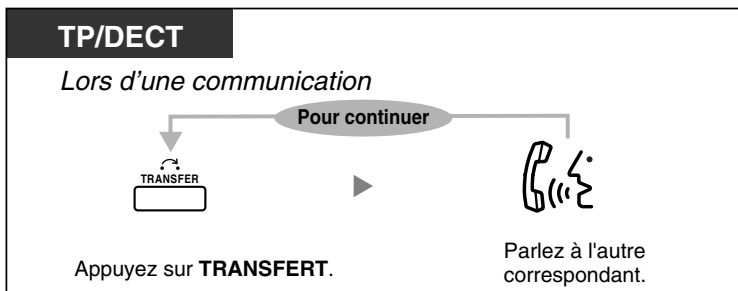 TP/DECT
Lors d'une communication
Pour continuer
TRANSFER
Appuyez sur TRANSFERT.
Parlez à l'autre
correspondant.